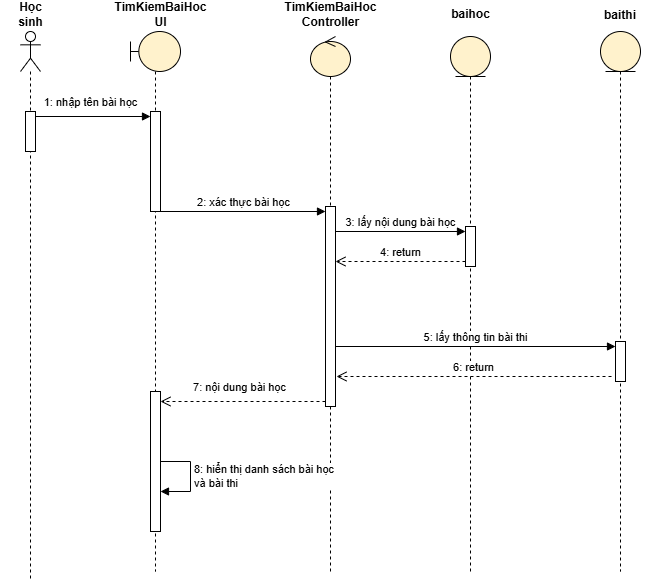 Học
sinh
TimKiemBaiHoc
UI
TimKiemBaiHoc
Controller
baihoc
baithi
1: nhập tên bài học
2: xác thực bài học
3: lấy nội dung bài học
4: return
5: lấy thông tin bài thi
6: return
7: nội dung bài học
8: hiển thị danh sách bài học
và bài thi